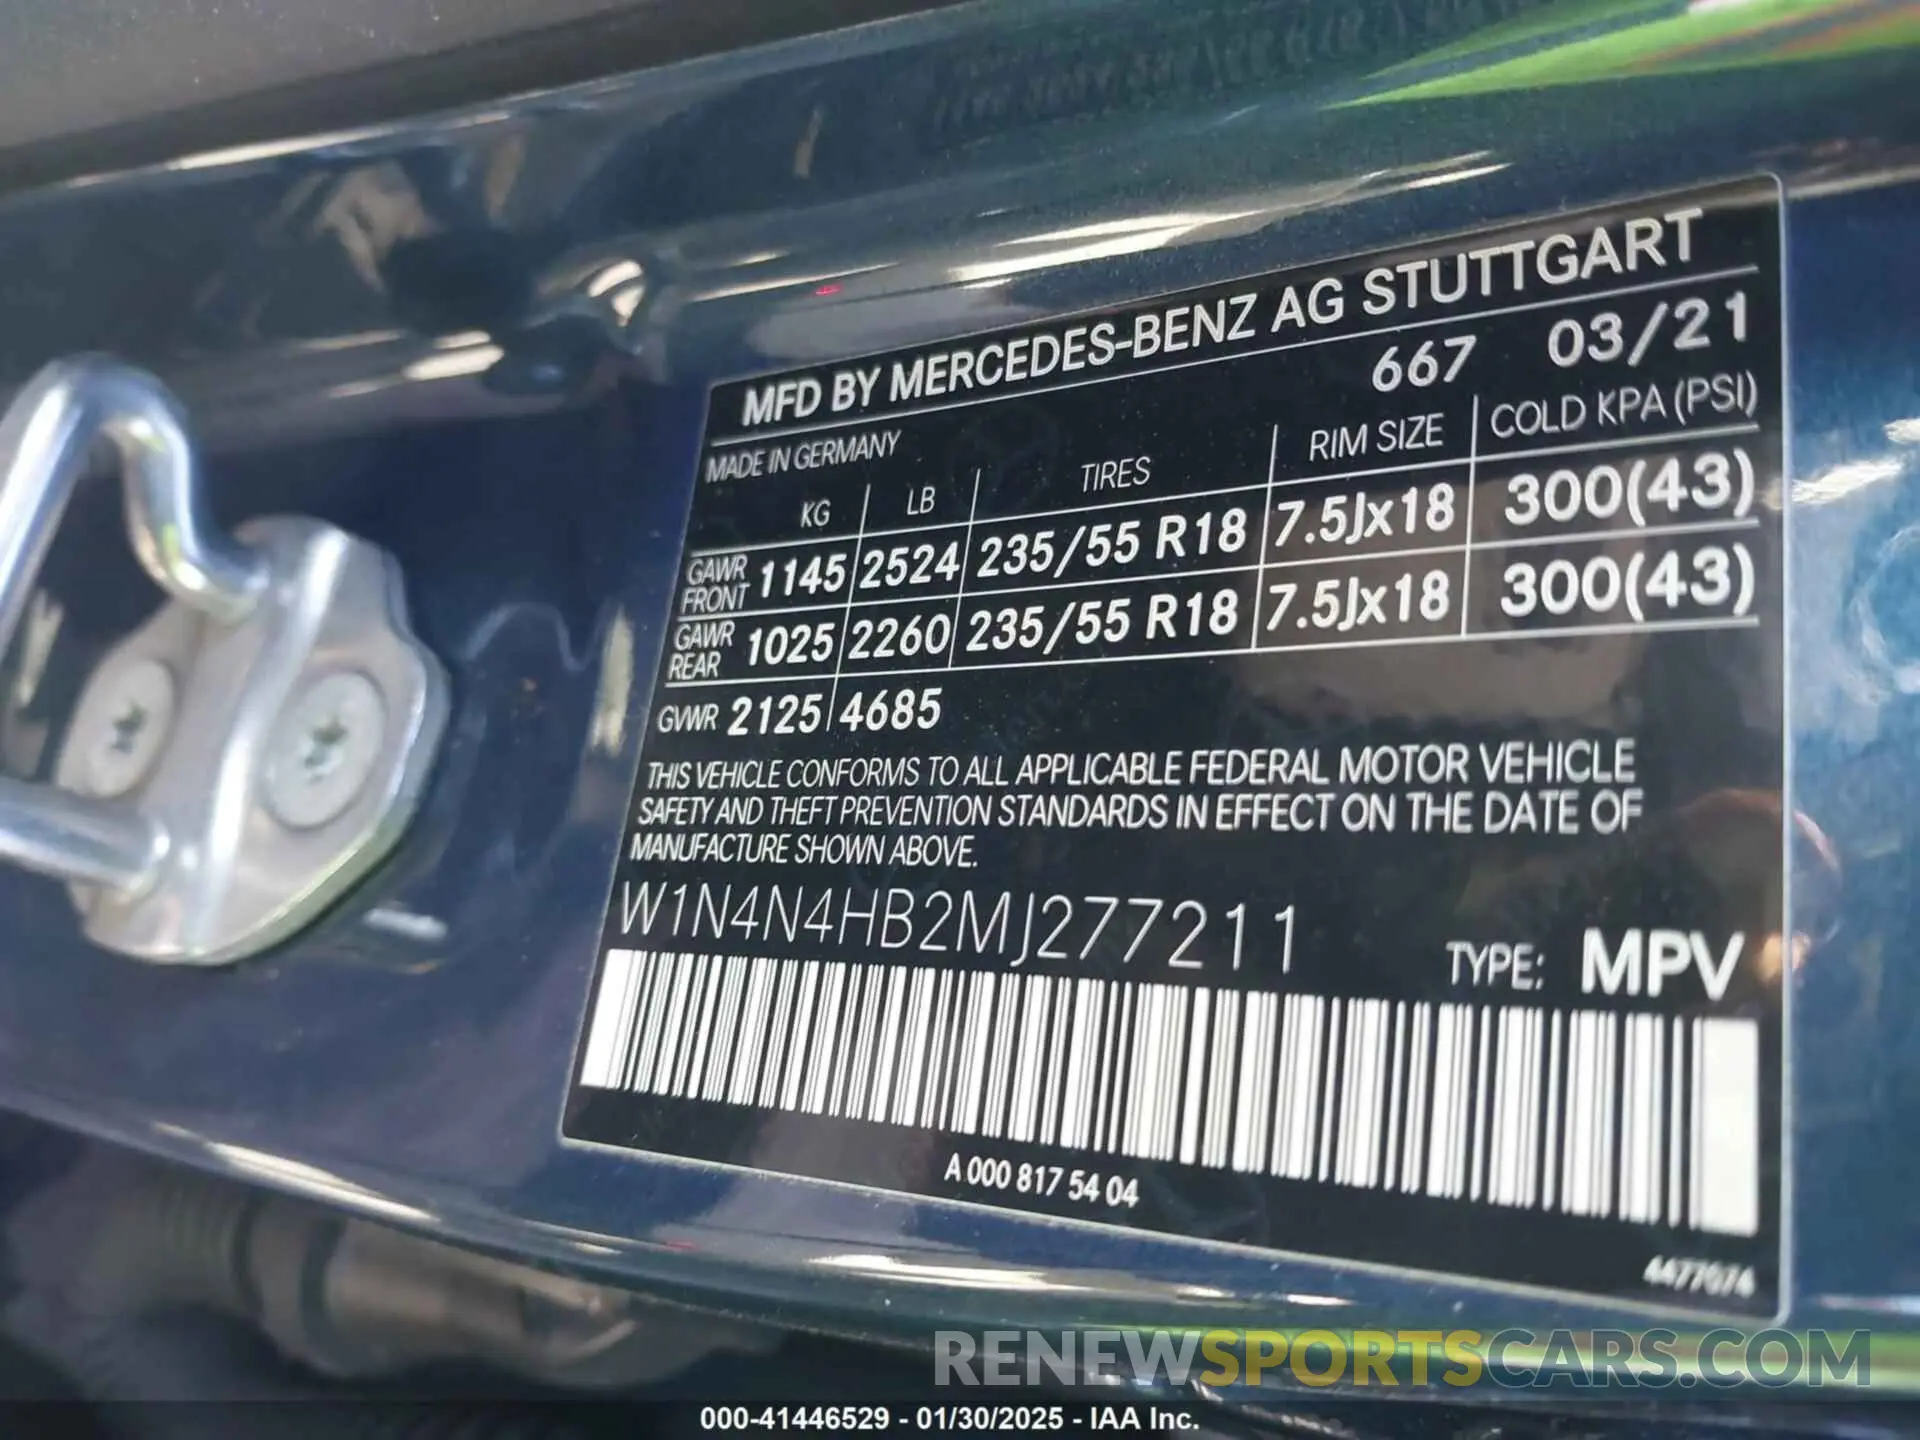 MFD BY MERCEDES-BENZ AG STUTTGART
MADE IN GERMANY 667 03/21
KG LB TIRES RIM SIZE COLD KPA (PSI)
GAWR FRONT 1145 2524 235/55 R18 7.5Jx18 300(43)
GAWR REAR 1025 2260 235/55 R18 7.5Jx18 300(43)
GVWR 2125 4685
THIS VEHICLE CONFORMS TO ALL APPLICABLE FEDERAL MOTOR VEHICLE
SAFETY AND THEFT PREVENTION STANDARDS IN EFFECT ON THE DATE OF
MANUFACTURE SHOWN ABOVE.
W1N4N4HB2MJ277211
TYPE: MPV
A 000 817 54 04
4477074
RENEWSPORTSCARS.COM
000-41446529 - 01/30/2025 - IAA Inc.